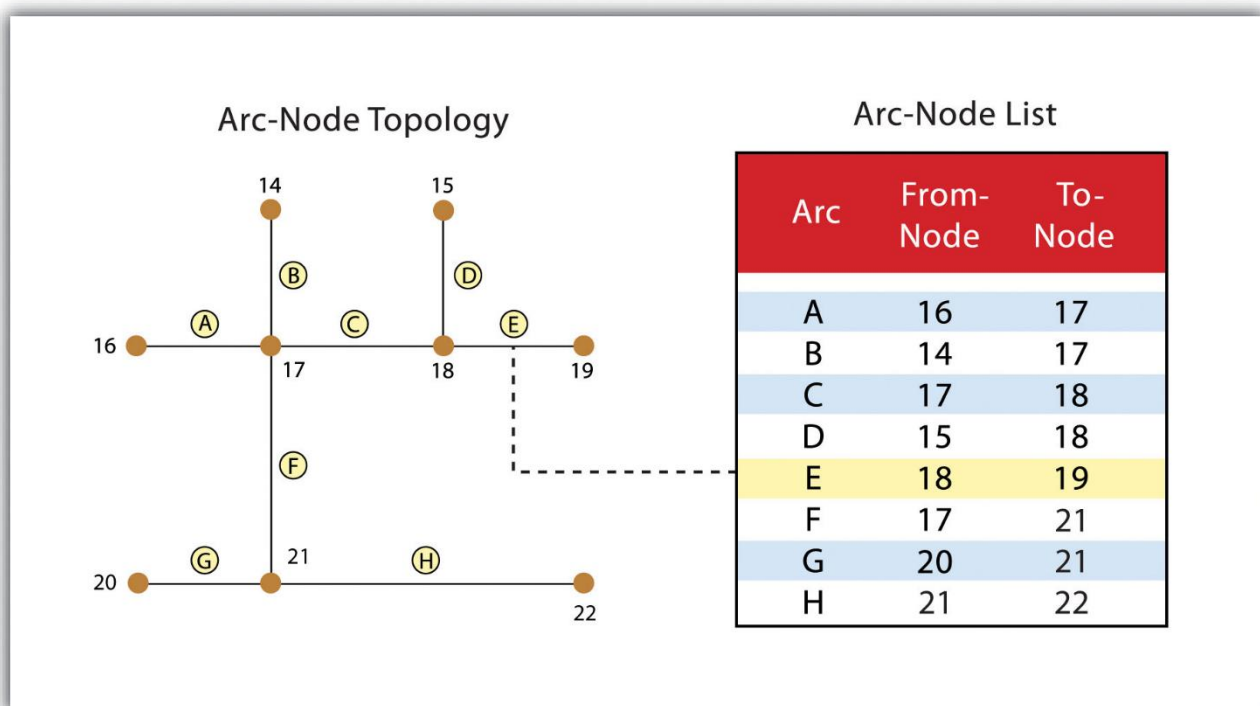 Arc-Node Topology
14
15
B
D
A
C
E
16
17
18
19
F
G
21
H
20
22
Arc-Node List
Arc From-Node To-Node
A 16 17
B 14 17
C 17 18
D 15 18
E 18 19
F 17 21
G 20 21
H 21 22